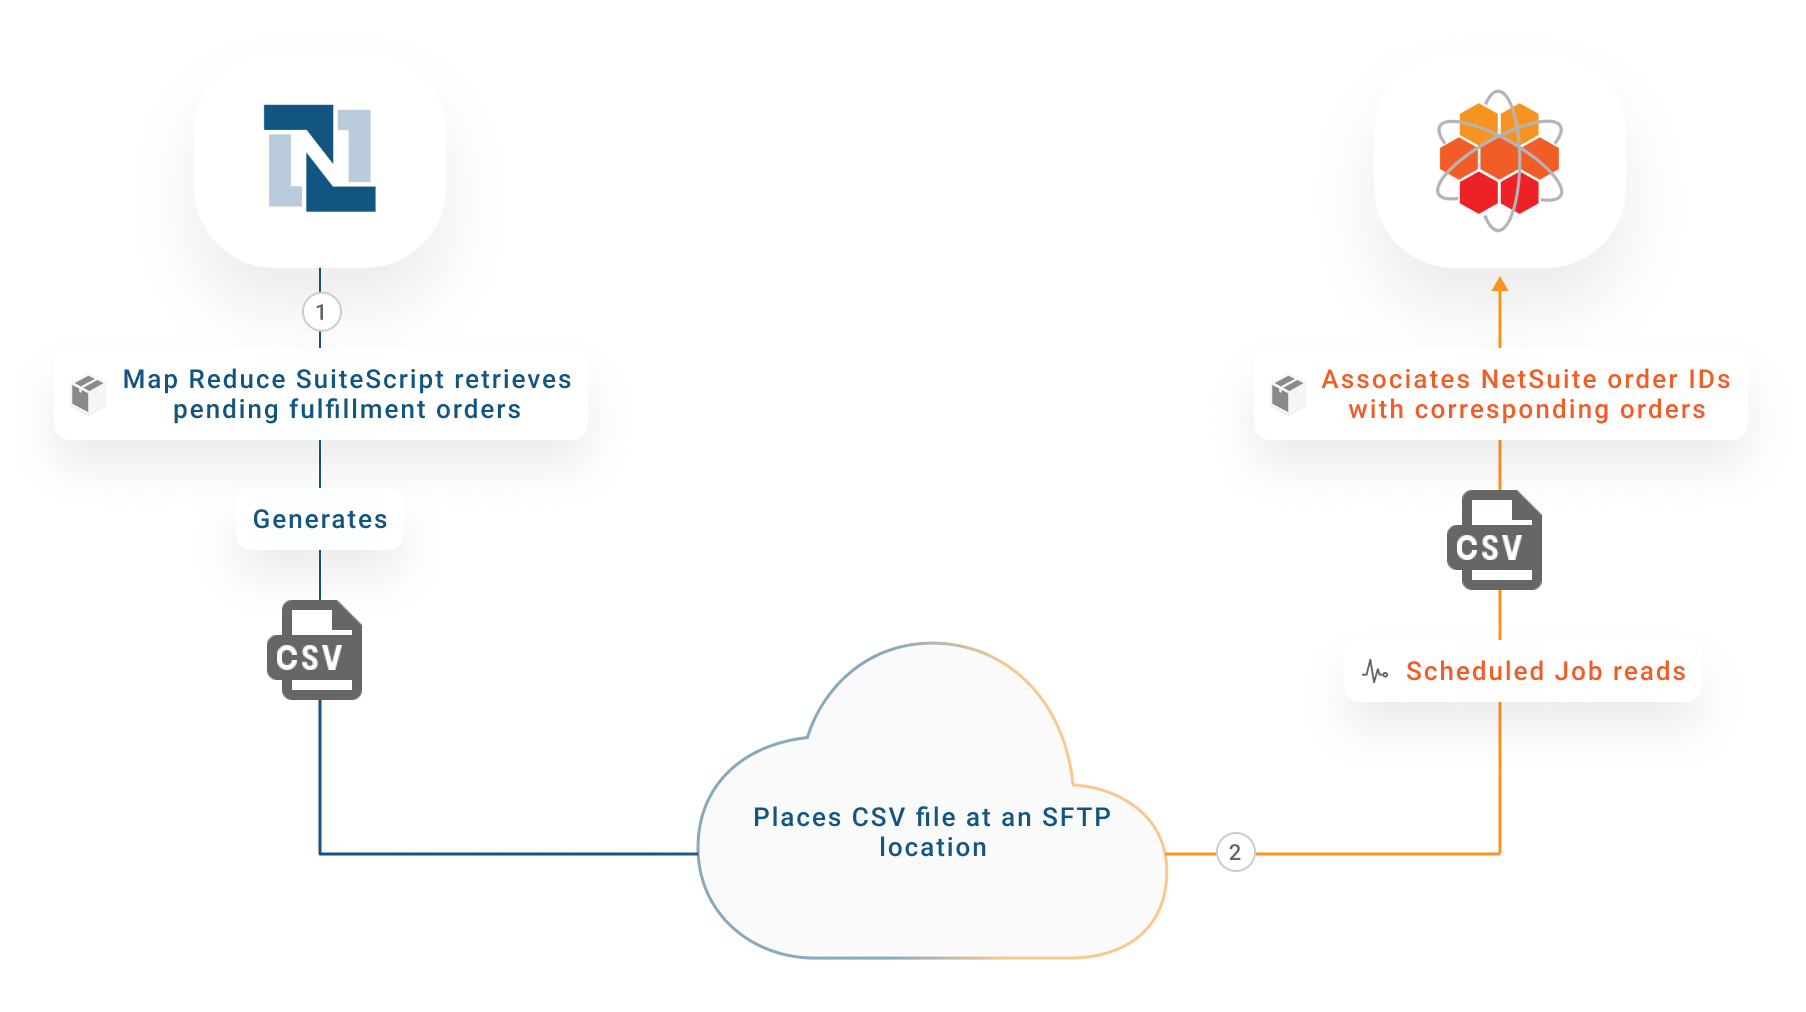 N
1
Map Reduce SuiteScript retrieves
pending fulfillment orders
Generates
CSV
Places CSV file at an SFTP
location
2
Scheduled Job reads
CSV
Associates NetSuite order IDs
with corresponding orders